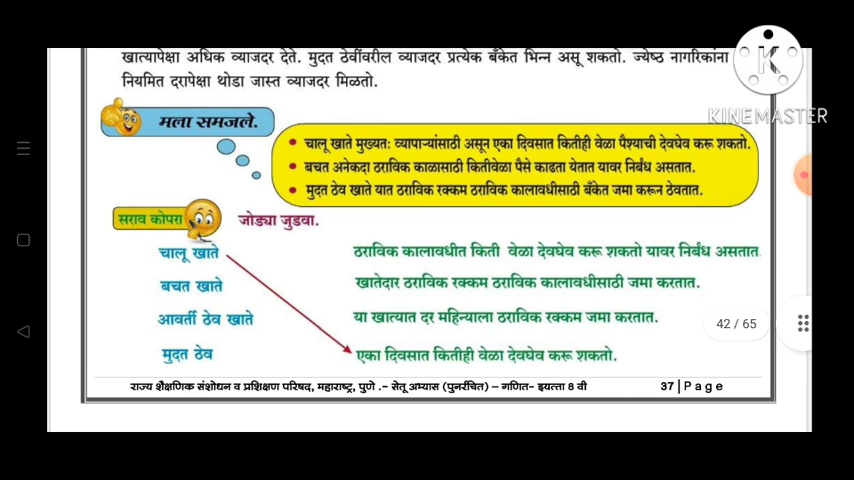 खात्यापेक्षा अधिक व्याजदर देते. मुदत ठेवींवरील व्याजदर प्रत्येक बँकेत भिन्न असू शकतो. ज्येष्ठ नागरिकांना
नियमित दरापेक्षा थोडा जास्त व्याजदर मिळतो.
K
KINEMASTER
मला समजले.
• चालू खाते मुख्यतः व्यापाऱ्यांसाठी असून एका दिवसात कितीही वेळा पैश्याची देवघेव करू शकतो.
• बचत अनेकदा ठराविक काळासाठी कितीवेळा पैसे काढता येतात यावर निर्बंध असतात.
• मुदत ठेव खाते यात ठराविक रक्कम ठराविक कालावधीसाठी बँकेत जमा करून ठेवतात.
सराव कोपरा जोड्या जुडवा.
चालू खाते ठराविक कालावधीत किती वेळा देवघेव करू शकतो यावर निर्बंध असतात
बचत खाते खातेदार ठराविक रक्कम ठराविक कालावधीसाठी जमा करतात.
आवर्ती ठेव खाते या खात्यात दर महिन्याला ठराविक रक्कम जमा करतात.
42 / 65
मुदत ठेव एका दिवसात कितीही वेळा देवघेव करू शकतो.
राज्य शैक्षणिक संशोधन व प्रशिक्षण परिषद, महाराष्ट्र, पुणे .- सेतू अभ्यास (पुनर्रचित) – गणित- इयत्ता 8 वी 37 | Page